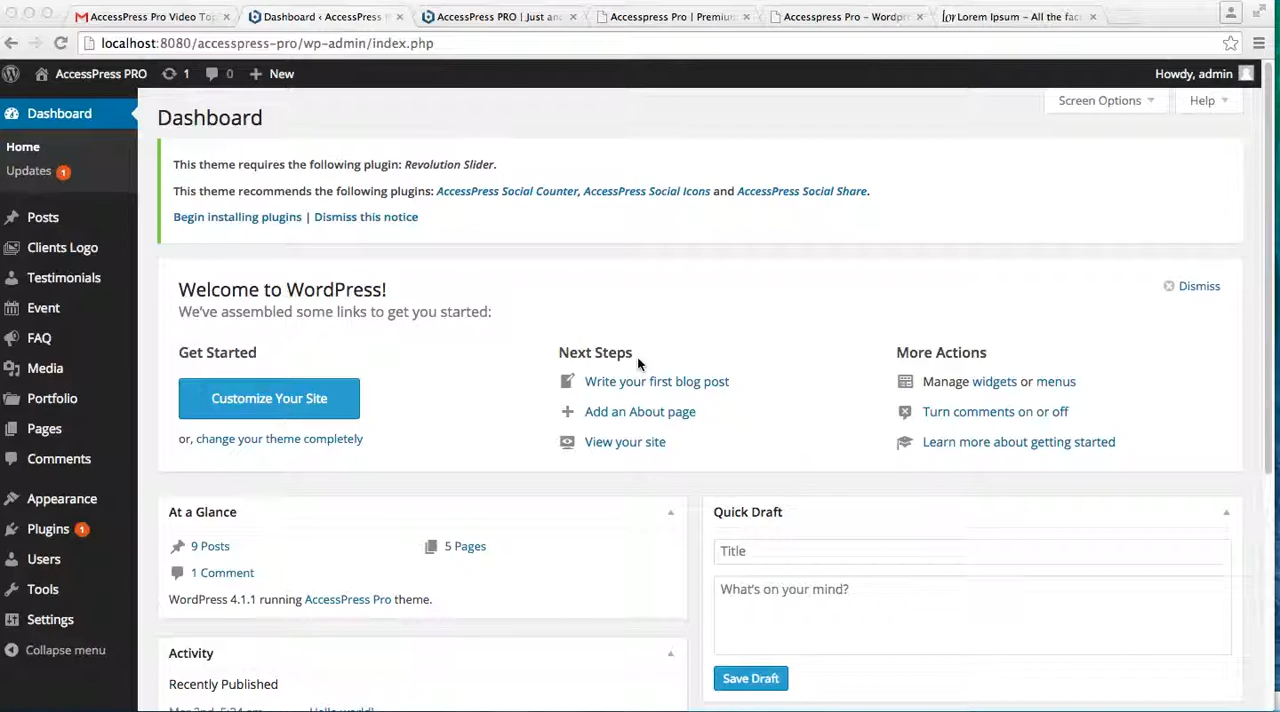 AccessPress Pro Video To
Dashboard ‹ AccessPress
AccessPress PRO | Just an
Accesspress Pro | Premium
AccessPress Pro – Wordpr
Lorem Ipsum - All the fac
localhost:8080/accesspress-pro/wp-admin/index.php
AccessPress PRO
1
0
New
Howdy, admin
Screen Options
Help
Dashboard
Home
Updates 1
Posts
Clients Logo
Testimonials
Event
FAQ
Media
Portfolio
Pages
Comments
Appearance
Plugins 1
Users
Tools
Settings
Collapse menu
Dashboard
This theme requires the following plugin: Revolution Slider.
This theme recommends the following plugins: AccessPress Social Counter, AccessPress Social Icons and AccessPress Social Share.
Begin installing plugins | Dismiss this notice
Welcome to WordPress!
We've assembled some links to get you started:
Dismiss
Get Started
Customize Your Site
or, change your theme completely
Next Steps
Write your first blog post
Add an About page
View your site
More Actions
Manage widgets or menus
Turn comments on or off
Learn more about getting started
At a Glance
9 Posts
5 Pages
1 Comment
WordPress 4.1.1 running AccessPress Pro theme.
Activity
Recently Published
Mar 2nd, 5:24 am
Hello world!
Quick Draft
Title
What's on your mind?
Save Draft